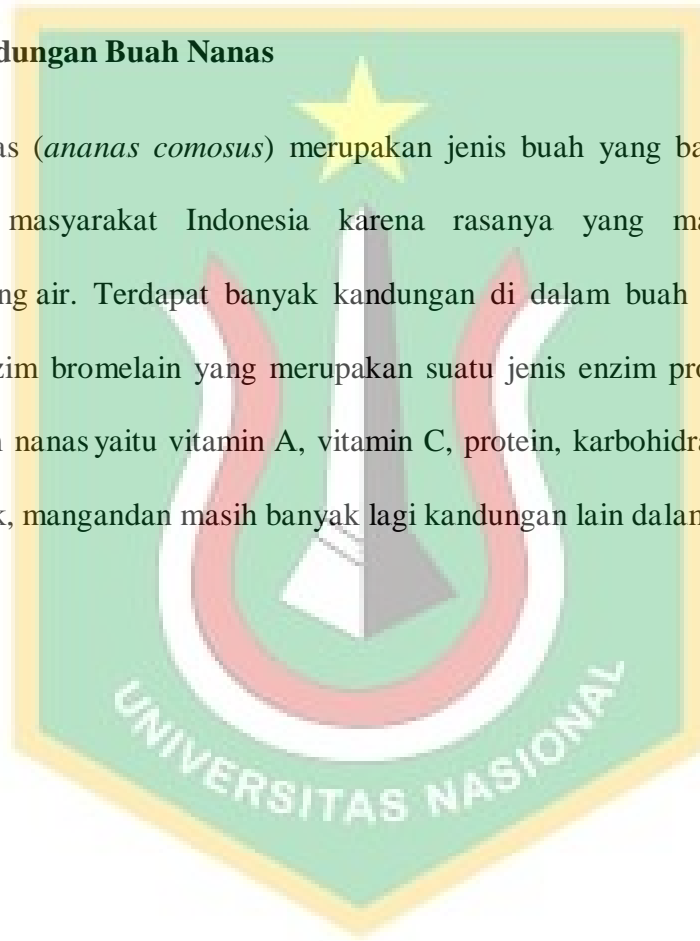 dungan Buah Nanas
as (ananas comosus) merupakan jenis buah yang ba
masyarakat Indonesia karena rasanya yang ma
ng air. Terdapat banyak kandungan di dalam buah
zim bromelain yang merupakan suatu jenis enzim pro
n nanas yaitu vitamin A, vitamin C, protein, karbohidra
k, mangandan masih banyak lagi kandungan lain dalam
UNIVERSITAS NASIONAL